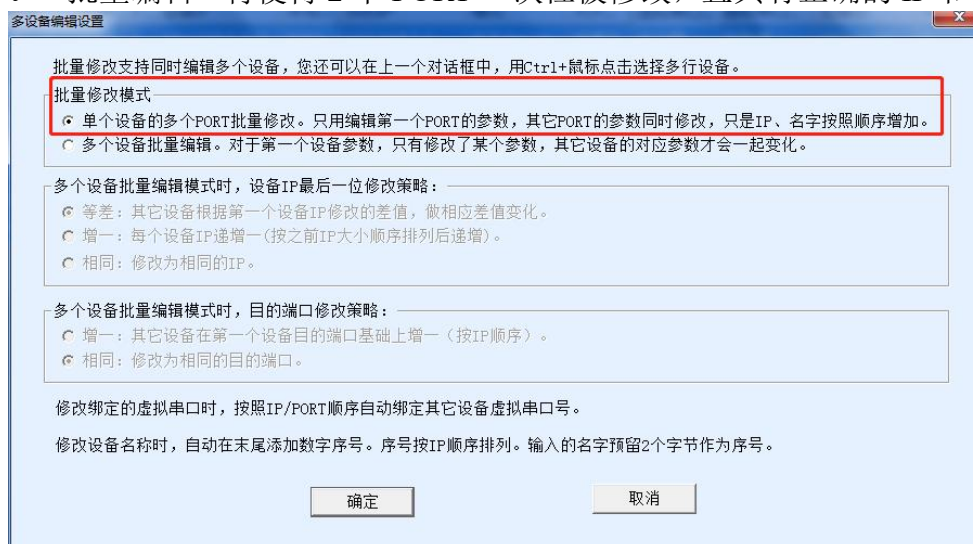 多设备编辑设置
批量修改支持同时编辑多个设备，您还可以在上一个对话框中，用Ctrl+鼠标点击选择多行设备。
批量修改模式
单个设备的多个PORT批量修改。只用编辑第一个PORT的参数，其它PORT的参数同时修改，只是IP、名字按照顺序增加。
多个设备批量编辑。对于第一个设备参数，只有修改了某个参数，其它设备的对应参数才会一起变化。
多个设备批量编辑模式时，设备IP最后一位修改策略：
等差：其它设备根据第一个设备IP修改的差值，做相应差值变化。
增一：每个设备IP递增一(按之前IP大小顺序排列后递增)。
相同：修改为相同的IP。
多个设备批量编辑模式时，目的端口修改策略：
增一：其它设备在第一个设备目的端口基础上增一（按IP顺序）。
相同：修改为相同的目的端口。
修改绑定的虚拟串口时，按照IP/PORT顺序自动绑定其它设备虚拟串口号。
修改设备名称时，自动在末尾添加数字序号。序号按IP顺序排列。输入的名字预留2个字节作为序号。
确定
取消